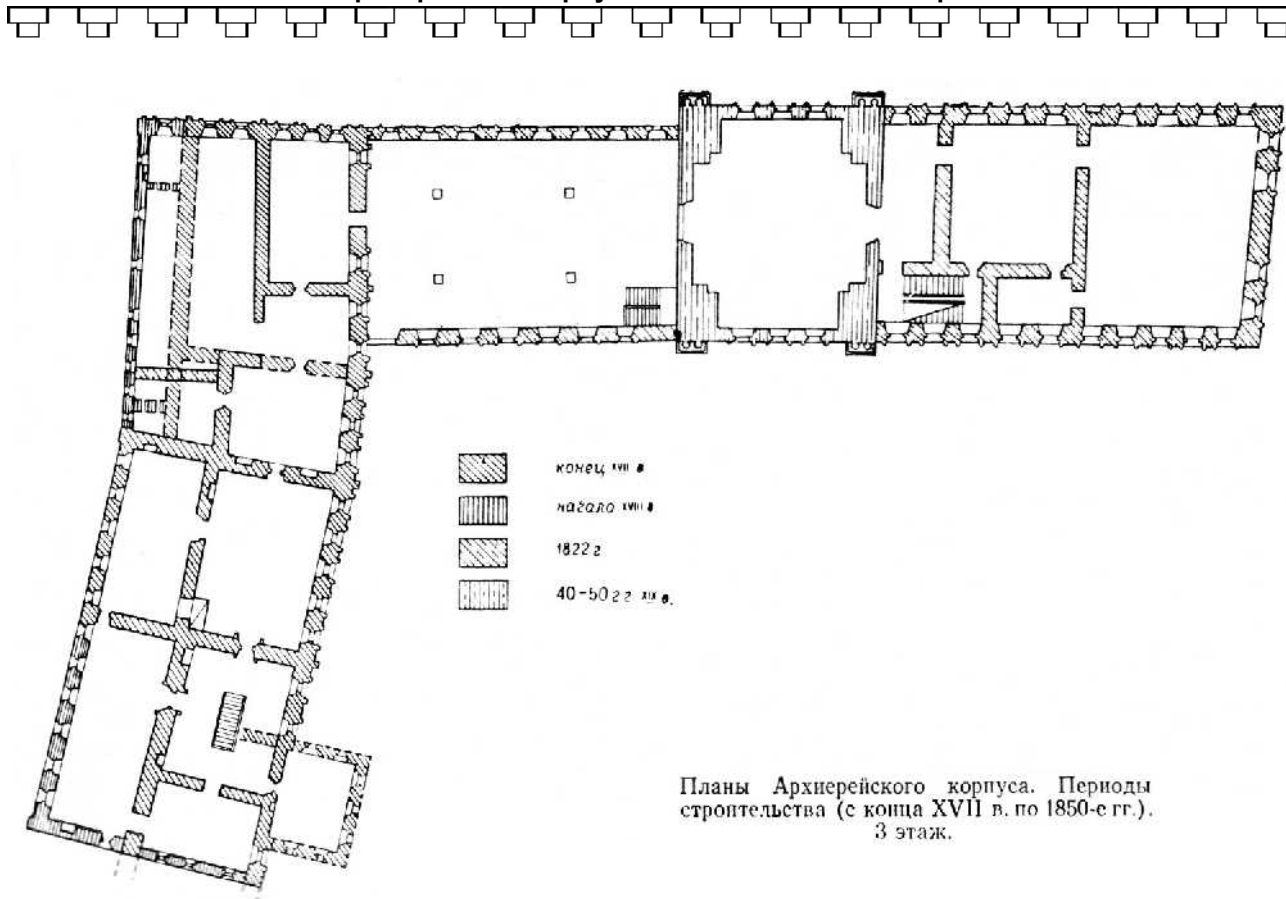 конец XVII в
начало XVIII в
1822 г
40-50 г г XIX в.
Планы Архиерейского корпуса. Периоды
строительства (с конца XVII в. по 1850-е гг.).
3 этаж.